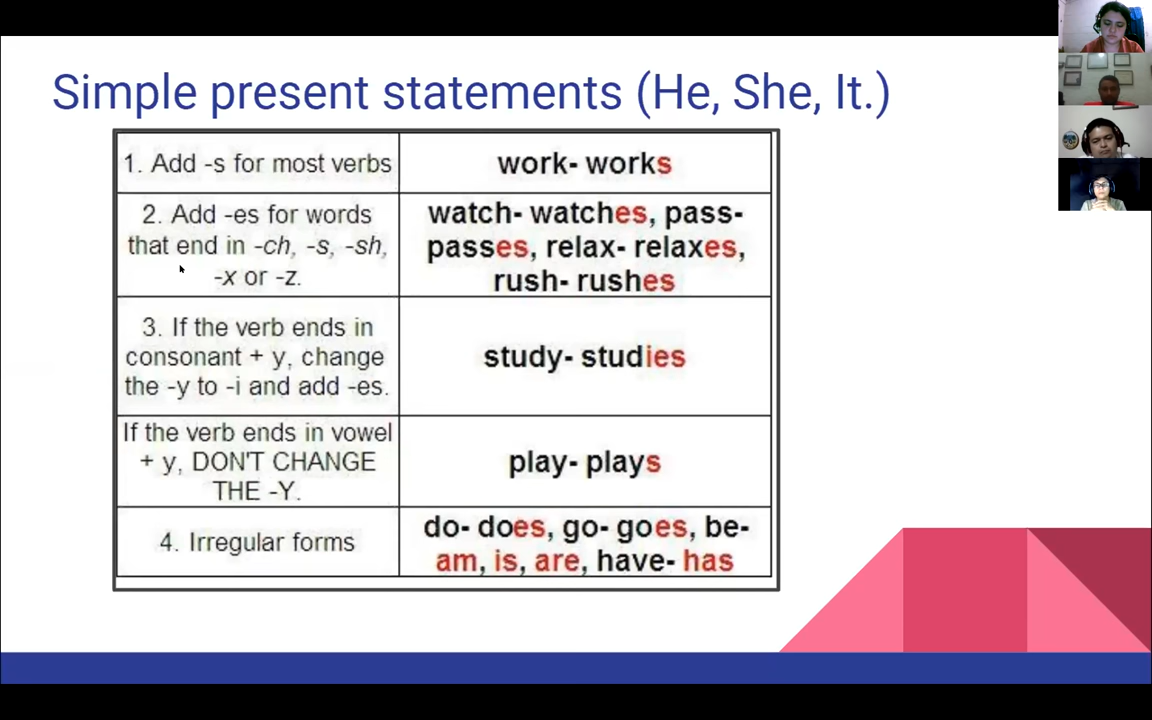 Simple present statements (He, She, It.)
1. Add -s for most verbs
work- works
2. Add -es for words
that end in -ch, -s, -sh,
-x or -z.
watch- watches, pass-
passes, relax- relaxes,
rush- rushes
3. If the verb ends in
consonant + y, change
the -y to -i and add -es.
study- studies
If the verb ends in vowel
+ y, DON'T CHANGE
THE -Y.
play- plays
4. Irregular forms
do- does, go- goes, be-
am, is, are, have- has